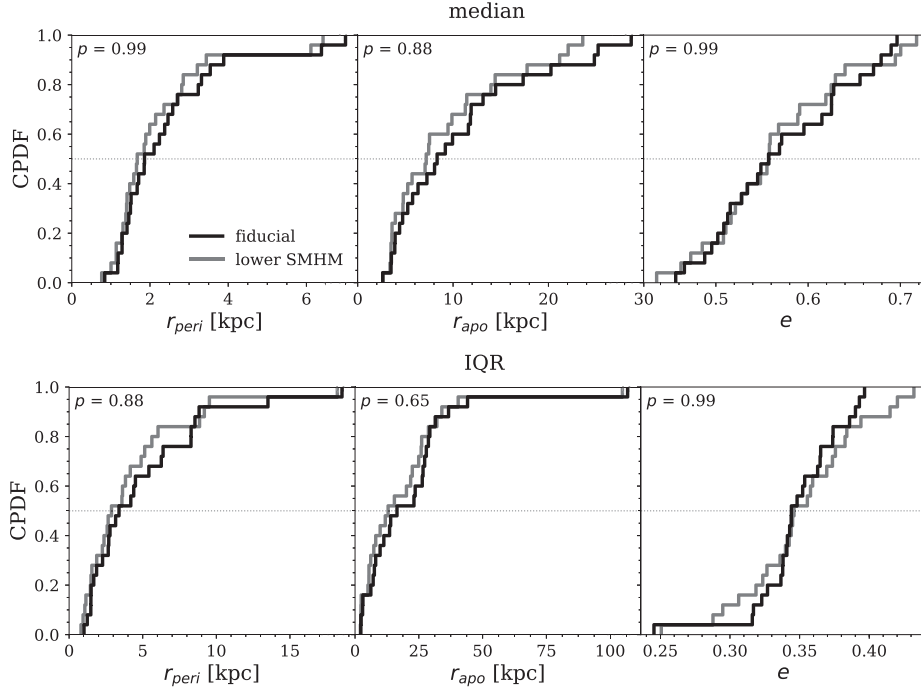 median
p = 0.99
p = 0.88
p = 0.99
1.0
0.8
0.6
0.4
0.2
0.0
CPDF
fiducial
lower SMHM
0 2 4 6
0 10 20 30
0.5 0.6 0.7
r_peri [kpc]
r_apo [kpc]
e
IQR
p = 0.88
p = 0.65
p = 0.99
1.0
0.8
0.6
0.4
0.2
0.0
CPDF
0 5 10 15
0 25 50 75 100
0.25 0.30 0.35 0.40
r_peri [kpc]
r_apo [kpc]
e